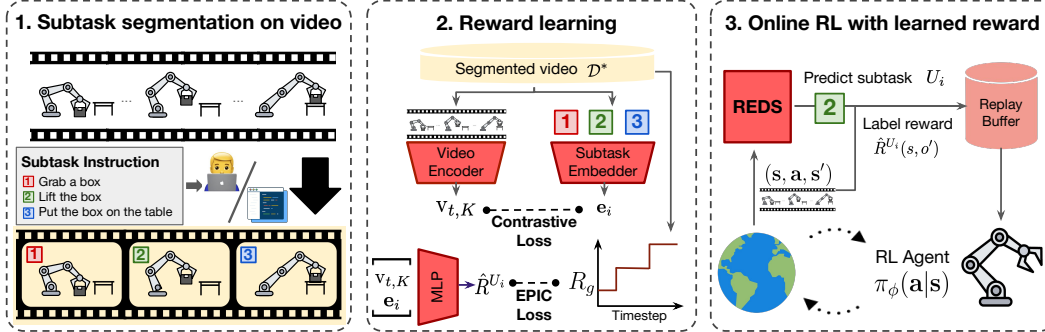 1. Subtask segmentation on video
... ...
Subtask Instruction
1 Grab a box
2 Lift the box
3 Put the box on the table
1 2 3
2. Reward learning
Segmented video 𝒟*
1 2 3
Video
Encoder
Subtask
Embedder
v_{t,K}
e_i
Contrastive
Loss
v_{t,K}
e_i
MLP
R̂^{U_i}
EPIC
Loss
R_g
Timestep
3. Online RL with learned reward
Predict subtask U_i
REDS
2
Replay
Buffer
Label reward
R̂^{U_i}(s, o′)
(s, a, s′)
RL Agent
π_ϕ(a|s)